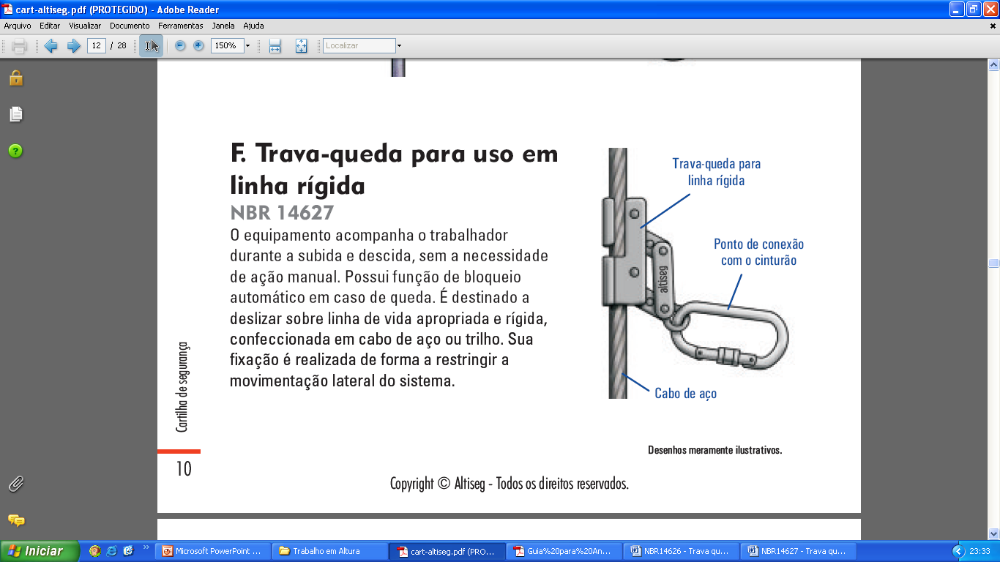 cart-altiseg.pdf (PROTEGIDO) - Adobe Reader
Arquivo Editar Visualizar Documento Ferramentas Janela Ajuda
12 / 28 150% Localizar
F. Trava-queda para uso em
linha rígida
NBR 14627
O equipamento acompanha o trabalhador
durante a subida e descida, sem a necessidade
de ação manual. Possui função de bloqueio
automático em caso de queda. É destinado a
deslizar sobre linha de vida apropriada e rígida,
confeccionada em cabo de aço ou trilho. Sua
fixação é realizada de forma a restringir a
movimentação lateral do sistema.
Trava-queda para
linha rígida
Ponto de conexão
com o cinturão
altiseg
Cabo de aço
Desenhos meramente ilustrativos.
Cartilha de segurança
10
Copyright © Altiseg - Todos os direitos reservados.
Iniciar Microsoft PowerPoint ... Trabalho em Altura cart-altiseg.pdf (PRO... Guia%20para%20An... NBR14626 - Trava qu... NBR14627 - Trava qu... 23:33